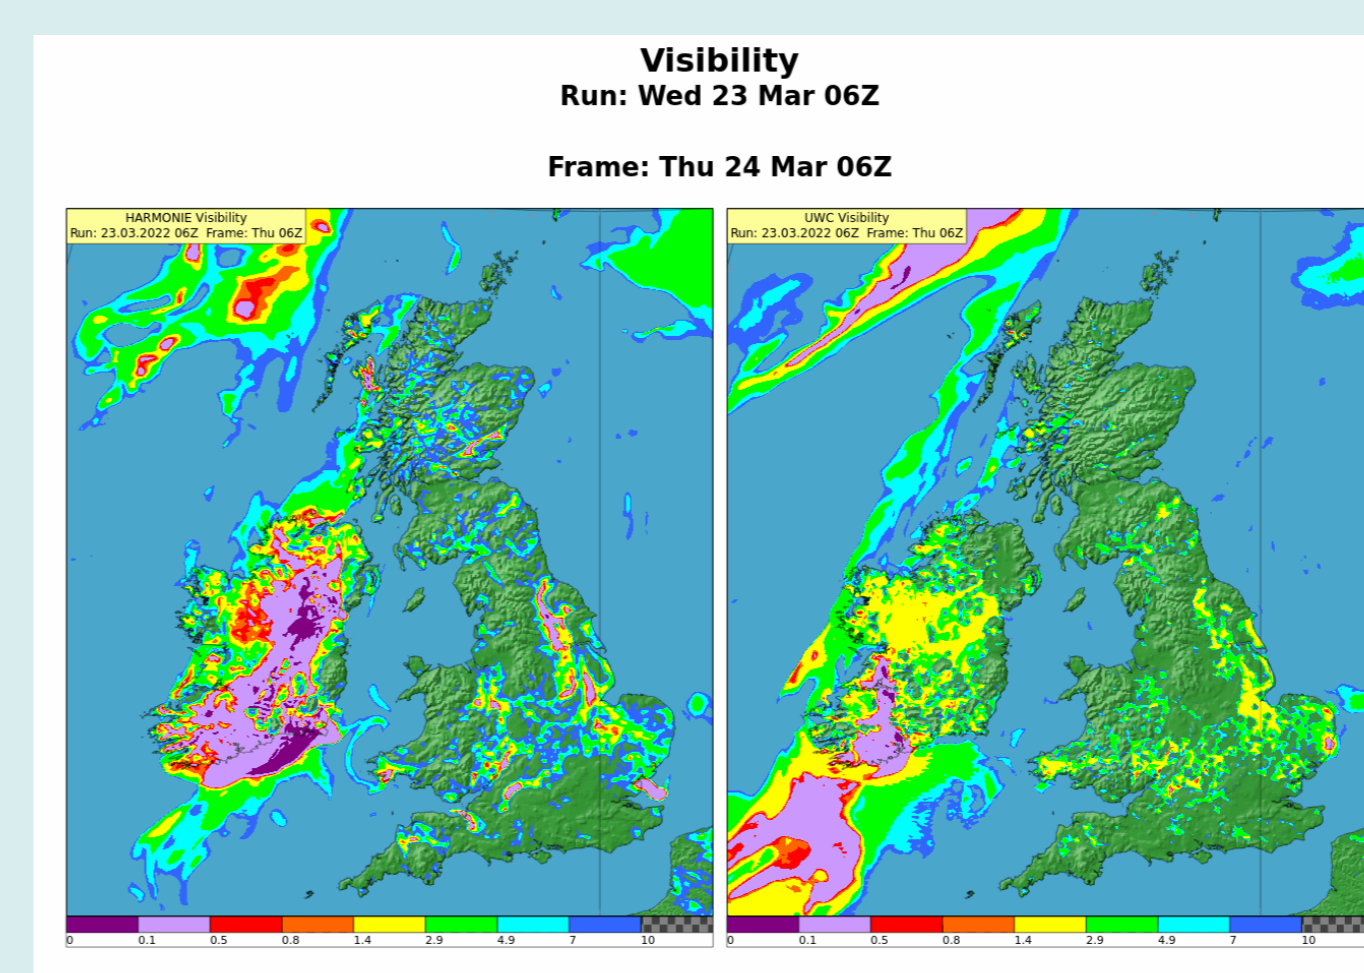 Visibility
Run: Wed 23 Mar 06Z
Frame: Thu 24 Mar 06Z
HARMONIE Visibility
Run: 23.03.2022 06Z Frame: Thu 06Z
UWC Visibility
Run: 23.03.2022 06Z Frame: Thu 06Z
0 0.1 0.5 0.8 1.4 2.9 4.9 7 10
0 0.1 0.5 0.8 1.4 2.9 4.9 7 10